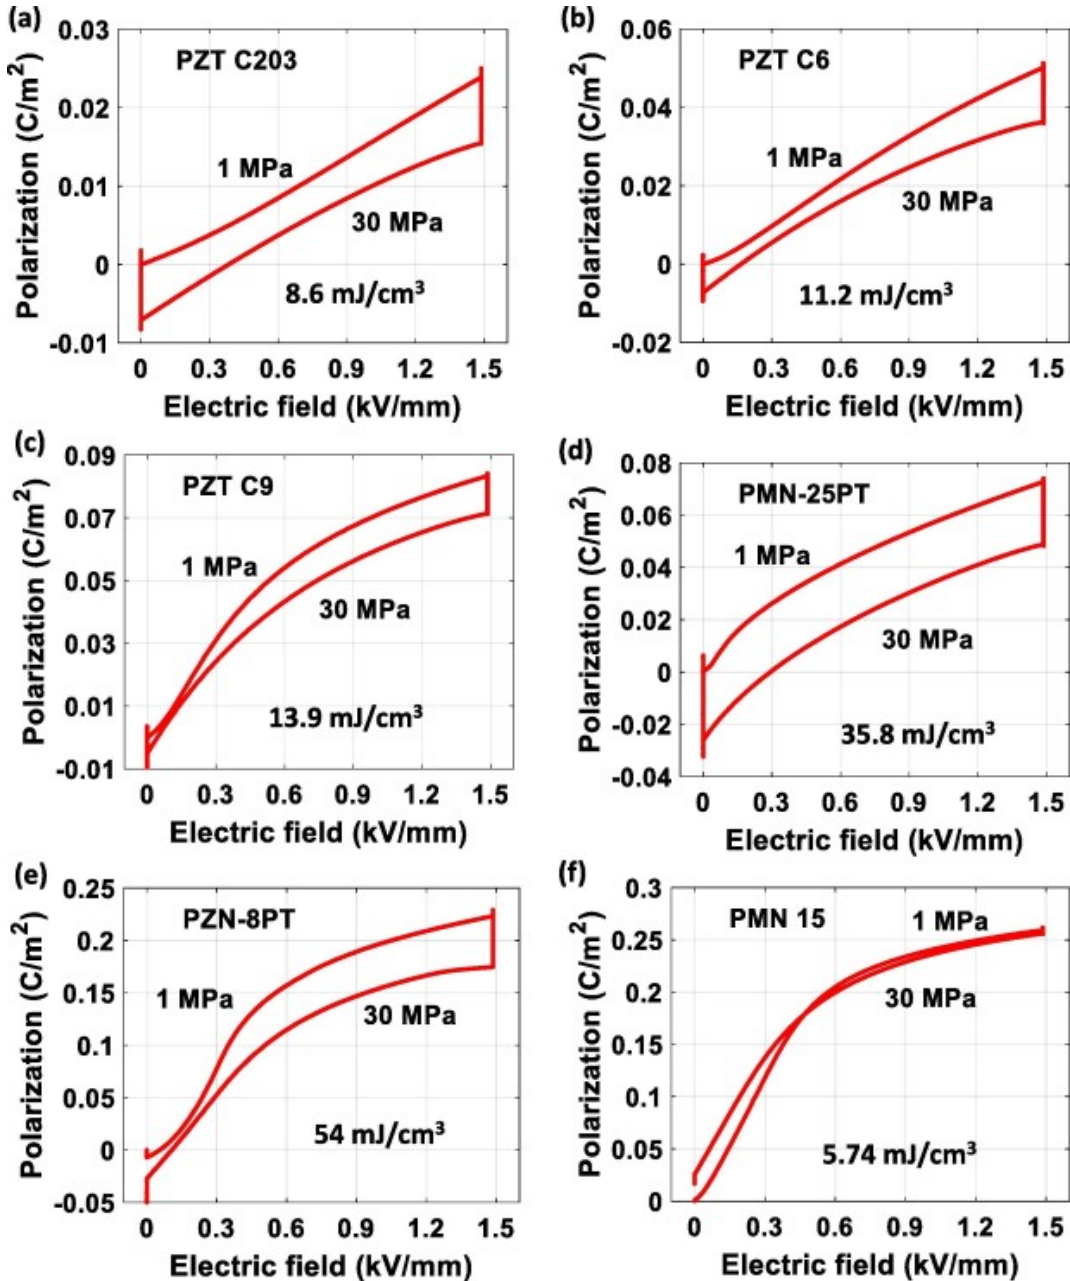 (a)
0.03
0.02
0.01
0
-0.01
Polarization (C/m²)
PZT C203
1 MPa
30 MPa
8.6 mJ/cm³
0 0.3 0.6 0.9 1.2 1.5
Electric field (kV/mm)
(b)
0.06
0.04
0.02
0
-0.02
Polarization (C/m²)
PZT C6
1 MPa
30 MPa
11.2 mJ/cm³
0 0.3 0.6 0.9 1.2 1.5
Electric field (kV/mm)
(c)
0.09
0.07
0.05
0.03
0.01
-0.01
Polarization (C/m²)
PZT C9
1 MPa
30 MPa
13.9 mJ/cm³
0 0.3 0.6 0.9 1.2 1.5
Electric field (kV/mm)
(d)
0.08
0.06
0.04
0.02
0
-0.02
-0.04
Polarization (C/m²)
PMN-25PT
1 MPa
30 MPa
35.8 mJ/cm³
0 0.3 0.6 0.9 1.2 1.5
Electric field (kV/mm)
(e)
0.25
0.2
0.15
0.1
0.05
0
-0.05
Polarization (C/m²)
PZN-8PT
1 MPa
30 MPa
54 mJ/cm³
0 0.3 0.6 0.9 1.2 1.5
Electric field (kV/mm)
(f)
0.3
0.25
0.2
0.15
0.1
0.05
0
Polarization (C/m²)
PMN 15
1 MPa
30 MPa
5.74 mJ/cm³
0 0.3 0.6 0.9 1.2 1.5
Electric field (kV/mm)